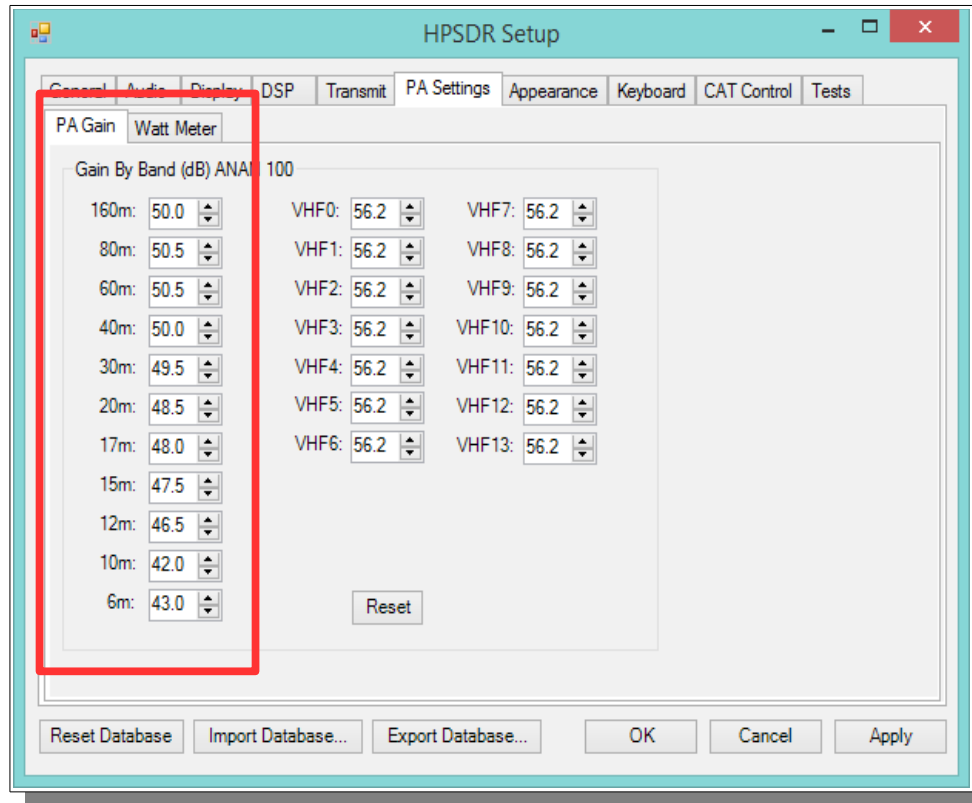 HPSDR Setup
General Audio Display DSP Transmit PA Settings Appearance Keyboard CAT Control Tests
PA Gain Watt Meter
Gain By Band (dB) ANAN 100
160m: 50.0 VHF0: 56.2 VHF7: 56.2
80m: 50.5 VHF1: 56.2 VHF8: 56.2
60m: 50.5 VHF2: 56.2 VHF9: 56.2
40m: 50.0 VHF3: 56.2 VHF10: 56.2
30m: 49.5 VHF4: 56.2 VHF11: 56.2
20m: 48.5 VHF5: 56.2 VHF12: 56.2
17m: 48.0 VHF6: 56.2 VHF13: 56.2
15m: 47.5
12m: 46.5
10m: 42.0
6m: 43.0 Reset
Reset Database Import Database... Export Database... OK Cancel Apply